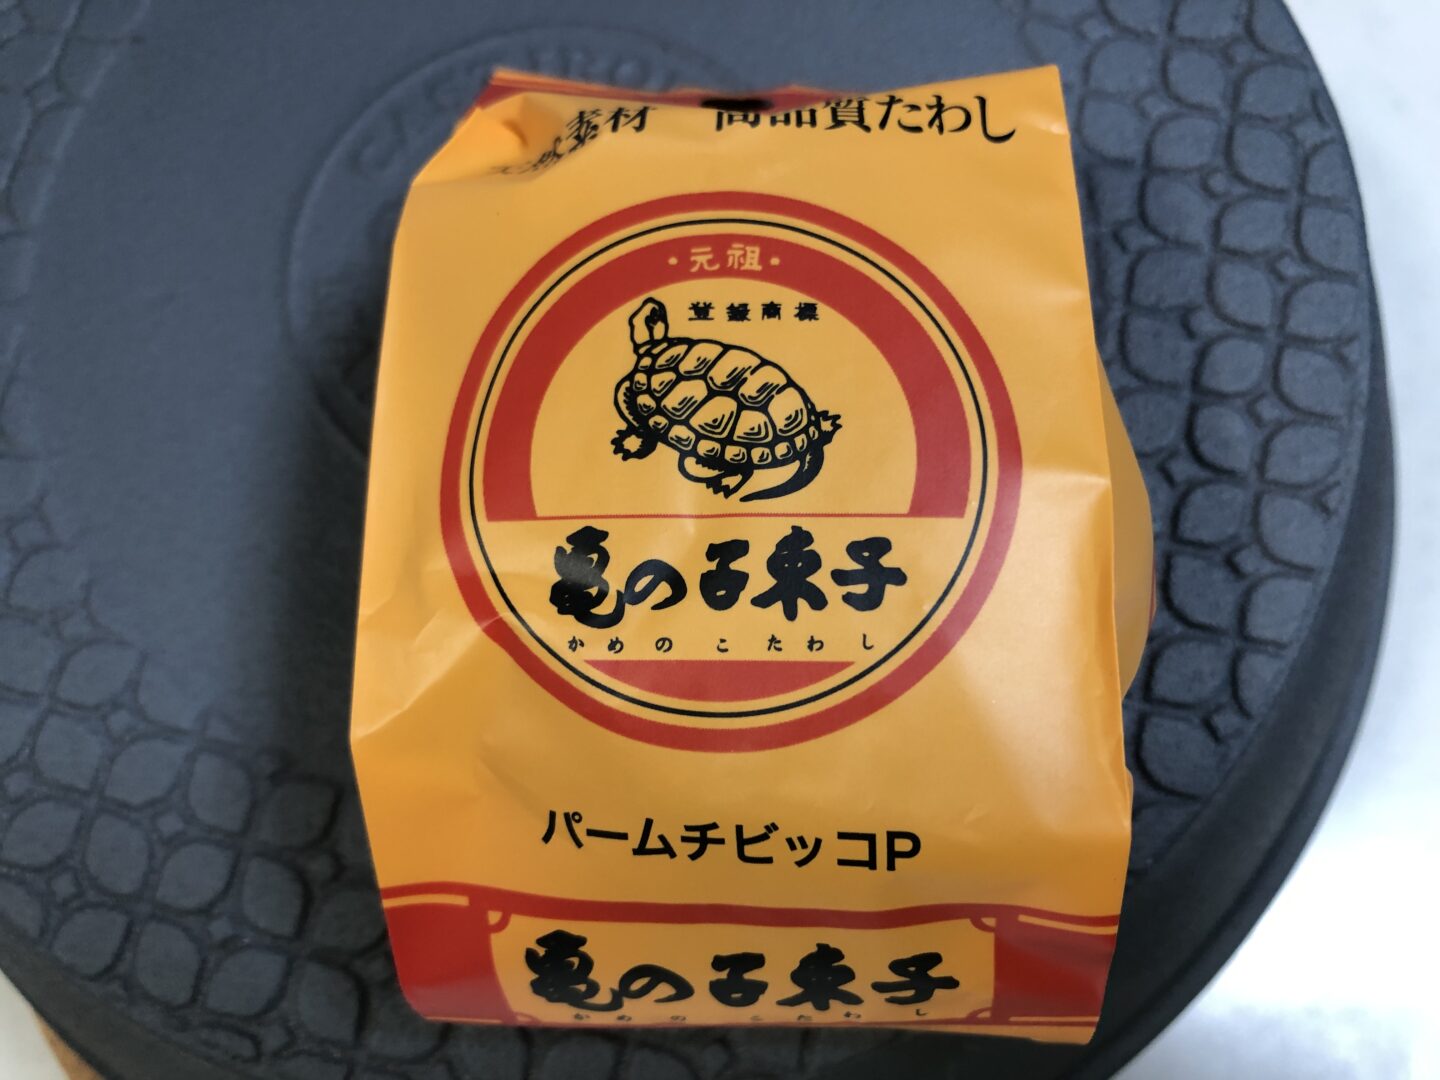 素材 高品質たわし
・元祖・
登録商標
亀の子束子
かめのこたわし
パームチビッコP
亀の子束子
かめのこたわし